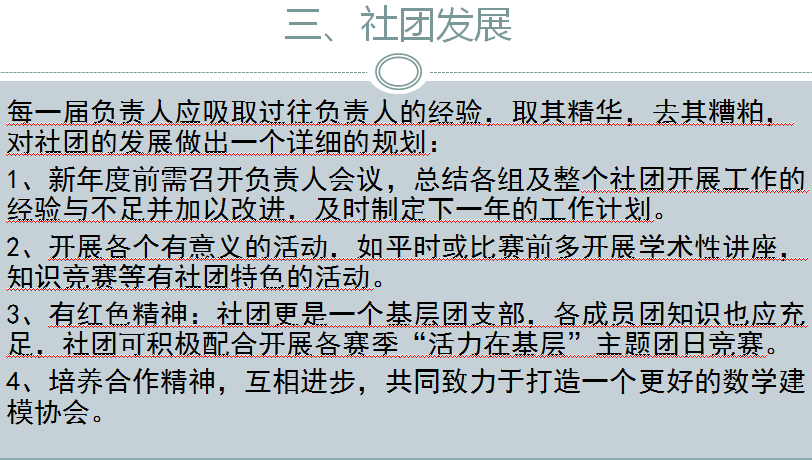 三、社团发展
每一届负责人应吸取过往负责人的经验，取其精华，去其糟粕，
对社团的发展做出一个详细的规划：
1、新年度前需召开负责人会议，总结各组及整个社团开展工作的
经验与不足并加以改进，及时制定下一年的工作计划。
2、开展各个有意义的活动，如平时或比赛前多开展学术性讲座，
知识竞赛等有社团特色的活动。
3、有红色精神：社团更是一个基层团支部，各成员团知识也应充
足，社团可积极配合开展各赛季“活力在基层”主题团日竞赛。
4、培养合作精神，互相进步，共同致力于打造一个更好的数学建
模协会。